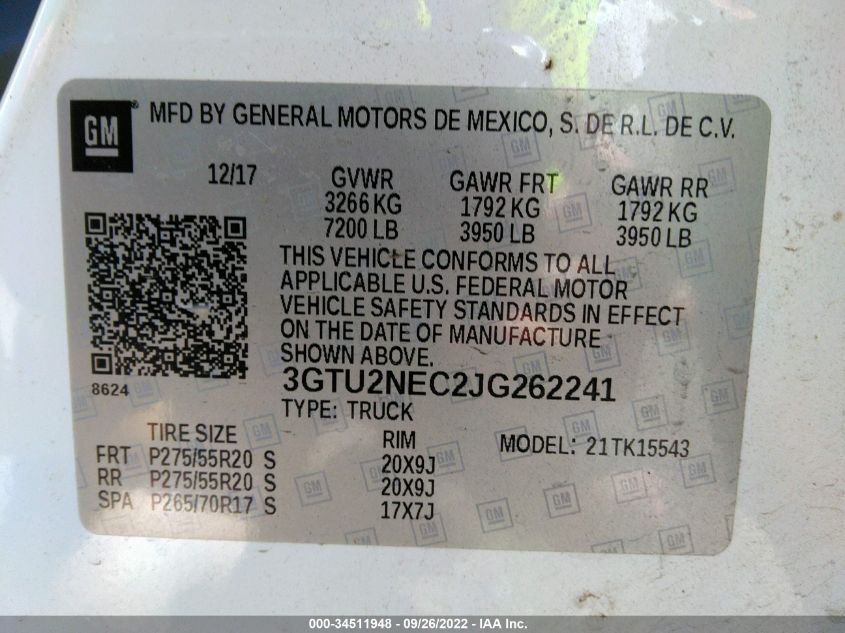 GM ® MFD BY GENERAL MOTORS DE MEXICO, S. DE R.L. DE C.V.
12/17 GVWR GAWR FRT GAWR RR
3266 KG 1792 KG 1792 KG
7200 LB 3950 LB 3950 LB
THIS VEHICLE CONFORMS TO ALL
APPLICABLE U.S. FEDERAL MOTOR
VEHICLE SAFETY STANDARDS IN EFFECT
ON THE DATE OF MANUFACTURE
SHOWN ABOVE.
8624 3GTU2NEC2JG262241
TYPE: TRUCK
TIRE SIZE RIM MODEL: 21TK15543
FRT P275/55R20 S 20X9J
RR P275/55R20 S 20X9J
SPA P265/70R17 S 17X7J
000-34511948 - 09/26/2022 - IAA Inc.